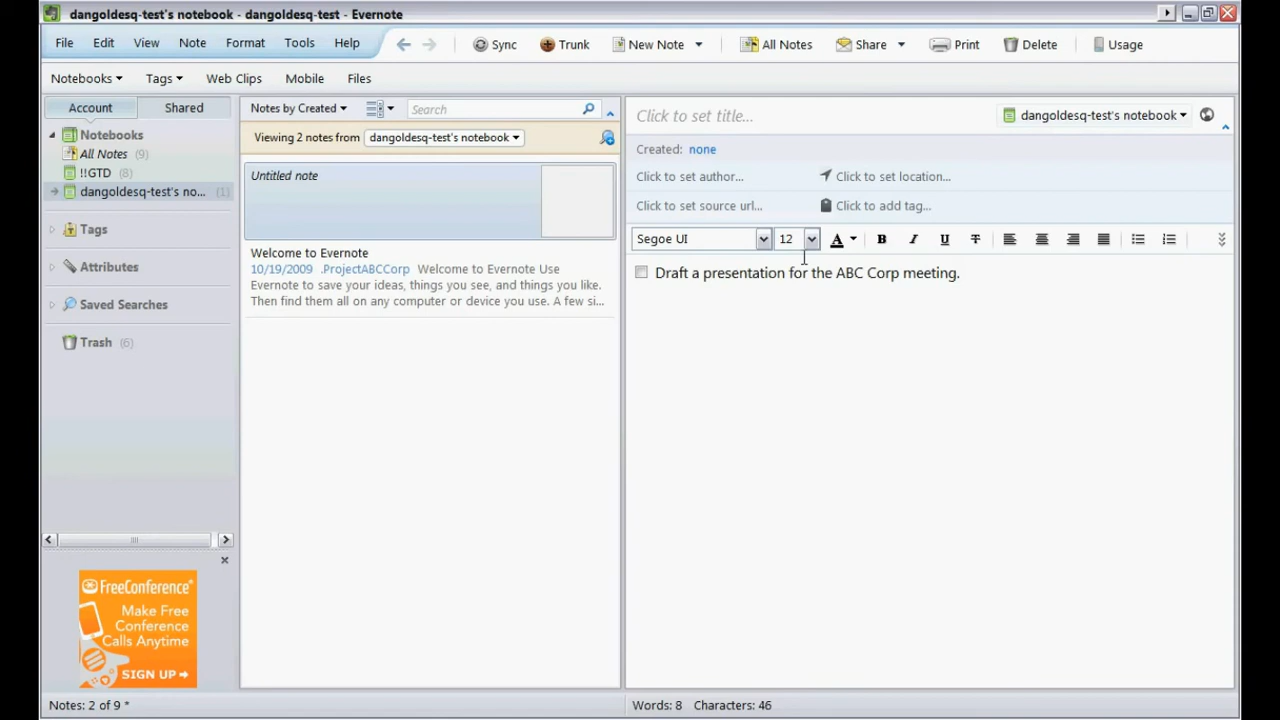 dangoldesq-test's notebook - dangoldesq-test - Evernote
File Edit View Note Format Tools Help
Sync Trunk New Note All Notes Share Print Delete Usage
Notebooks Tags Web Clips Mobile Files
Account Shared
Notebooks
All Notes (9)
!!GTD (8)
dangoldesq-test's no... (1)
Tags
Attributes
Saved Searches
Trash (6)
FreeConference
Make Free
Conference
Calls Anytime
SIGN UP
Notes: 2 of 9 *
Notes by Created Search
Viewing 2 notes from dangoldesq-test's notebook
Untitled note
Welcome to Evernote
10/19/2009 .ProjectABCCorp Welcome to Evernote Use
Evernote to save your ideas, things you see, and things you like.
Then find them all on any computer or device you use. A few si...
Click to set title... dangoldesq-test's notebook
Created: none
Click to set author... Click to set location...
Click to set source url... Click to add tag...
Segoe UI 12 A B I U T
Draft a presentation for the ABC Corp meeting.
Words: 8 Characters: 46